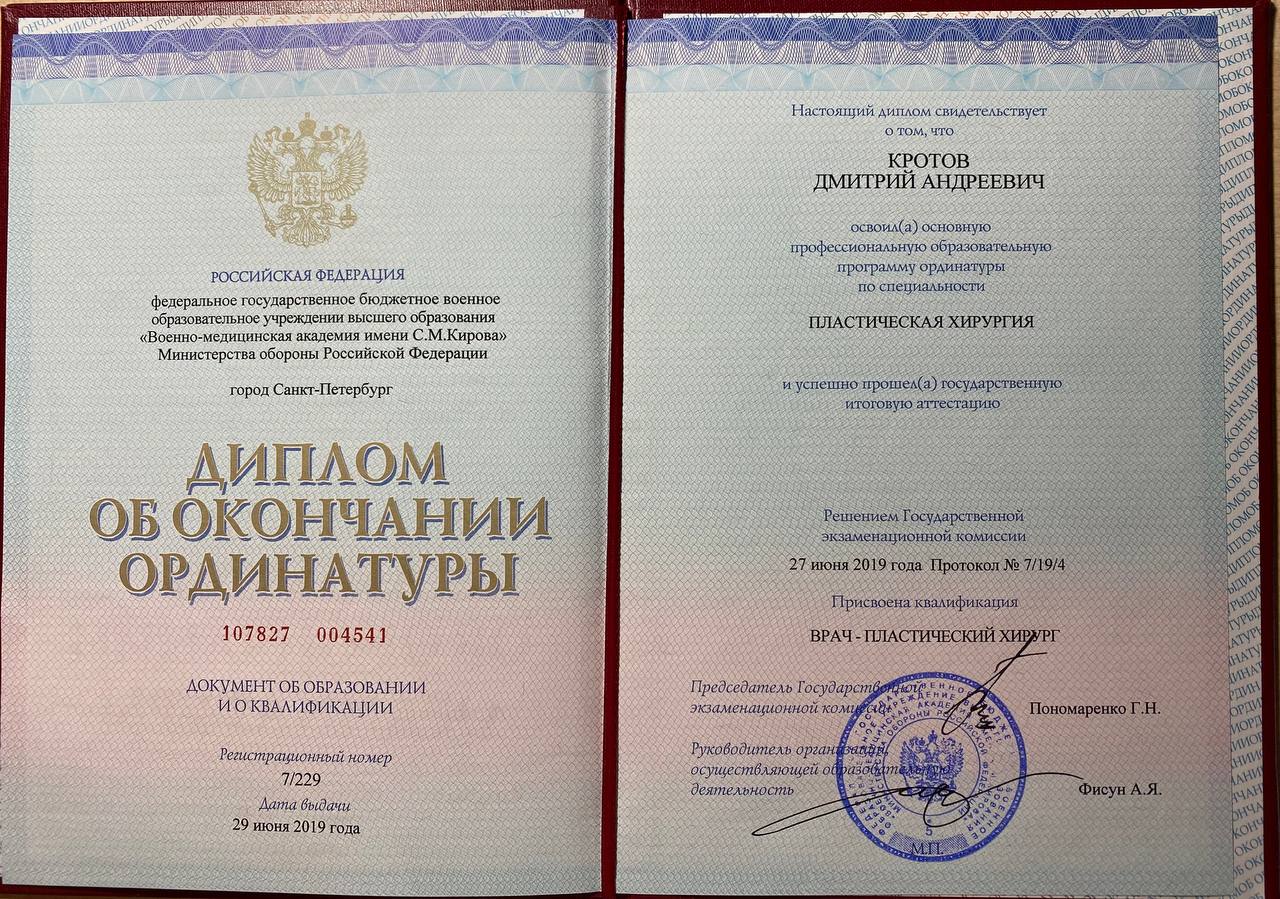 РОССИЙСКАЯ ФЕДЕРАЦИЯ
федеральное государственное бюджетное военное
образовательное учреждении высшего образования
«Военно-медицинская академия имени С.М.Кирова»
Министерства обороны Российской Федерации
город Санкт-Петербург
ДИПЛОМ
ОБ ОКОНЧАНИИ
ОРДИНАТУРЫ
107827 004541
ДОКУМЕНТ ОБ ОБРАЗОВАНИИ
И О КВАЛИФИКАЦИИ
Регистрационный номер
7/229
Дата выдачи
29 июня 2019 года
Настоящий диплом свидетельствует
о том, что
КРОТОВ
ДМИТРИЙ АНДРЕЕВИЧ
освоил(а) основную
профессиональную образовательную
программу ординатуры
по специальности
ПЛАСТИЧЕСКАЯ ХИРУРГИЯ
и успешно прошел(а) государственную
итоговую аттестацию
Решением Государственной
экзаменационной комиссии
27 июня 2019 года Протокол № 7/19/4
Присвоена квалификация
ВРАЧ - ПЛАСТИЧЕСКИЙ ХИРУРГ
Председатель Государственной
экзаменационной комиссии
Пономаренко Г.Н.
Руководитель организации,
осуществляющей образовательную
деятельность
Фисун А.Я.
5
М.П.